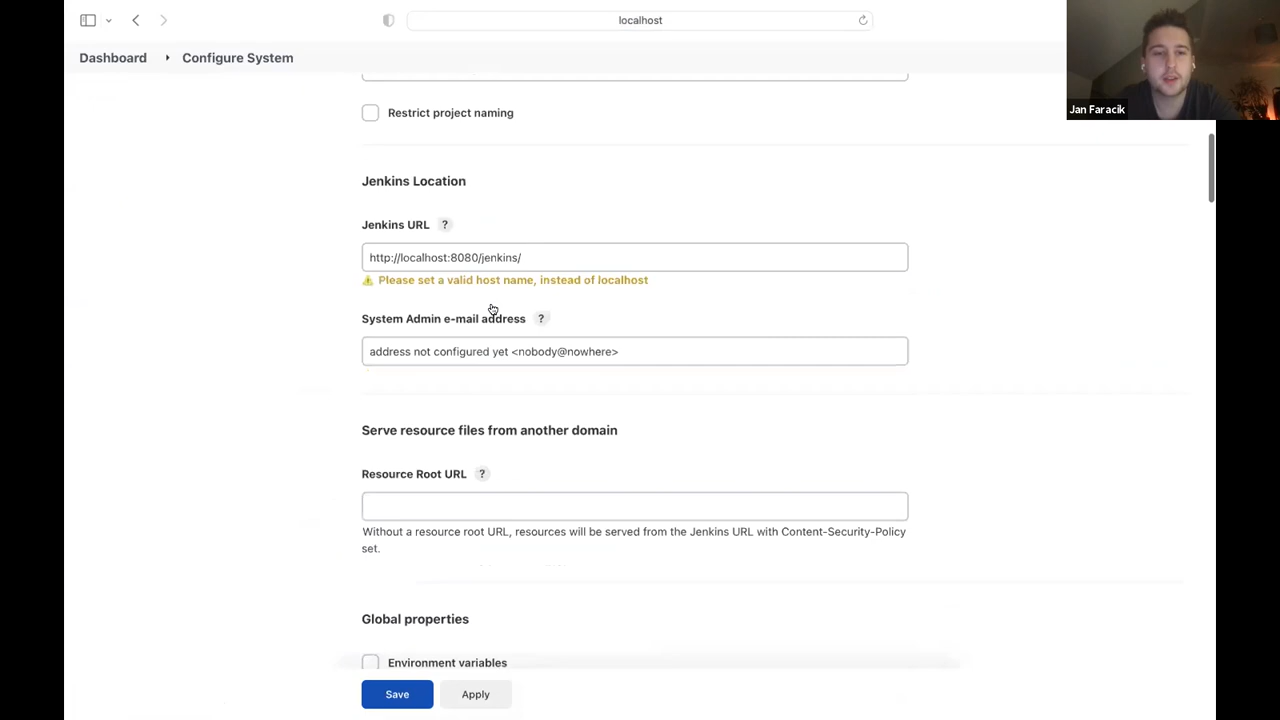 localhost
Dashboard
Configure System
Jan Faracik
Restrict project naming
Jenkins Location
Jenkins URL ?
http://localhost:8080/jenkins/
Please set a valid host name, instead of localhost
System Admin e-mail address ?
address not configured yet <nobody@nowhere>
Serve resource files from another domain
Resource Root URL ?
Without a resource root URL, resources will be served from the Jenkins URL with Content-Security-Policy
set.
Global properties
Environment variables
Save Apply